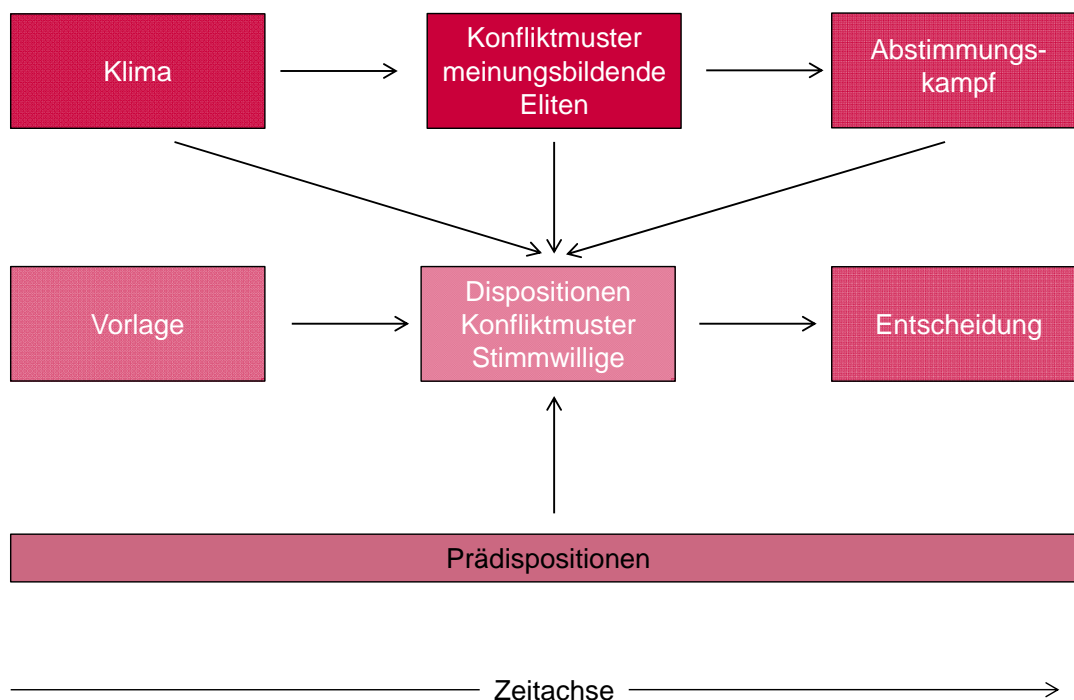 Klima
Konfliktmuster
meinungsbildende
Eliten
Abstimmungs-
kampf
Vorlage
Dispositionen
Konfliktmuster
Stimmwillige
Entscheidung
Prädispositionen
Zeitachse